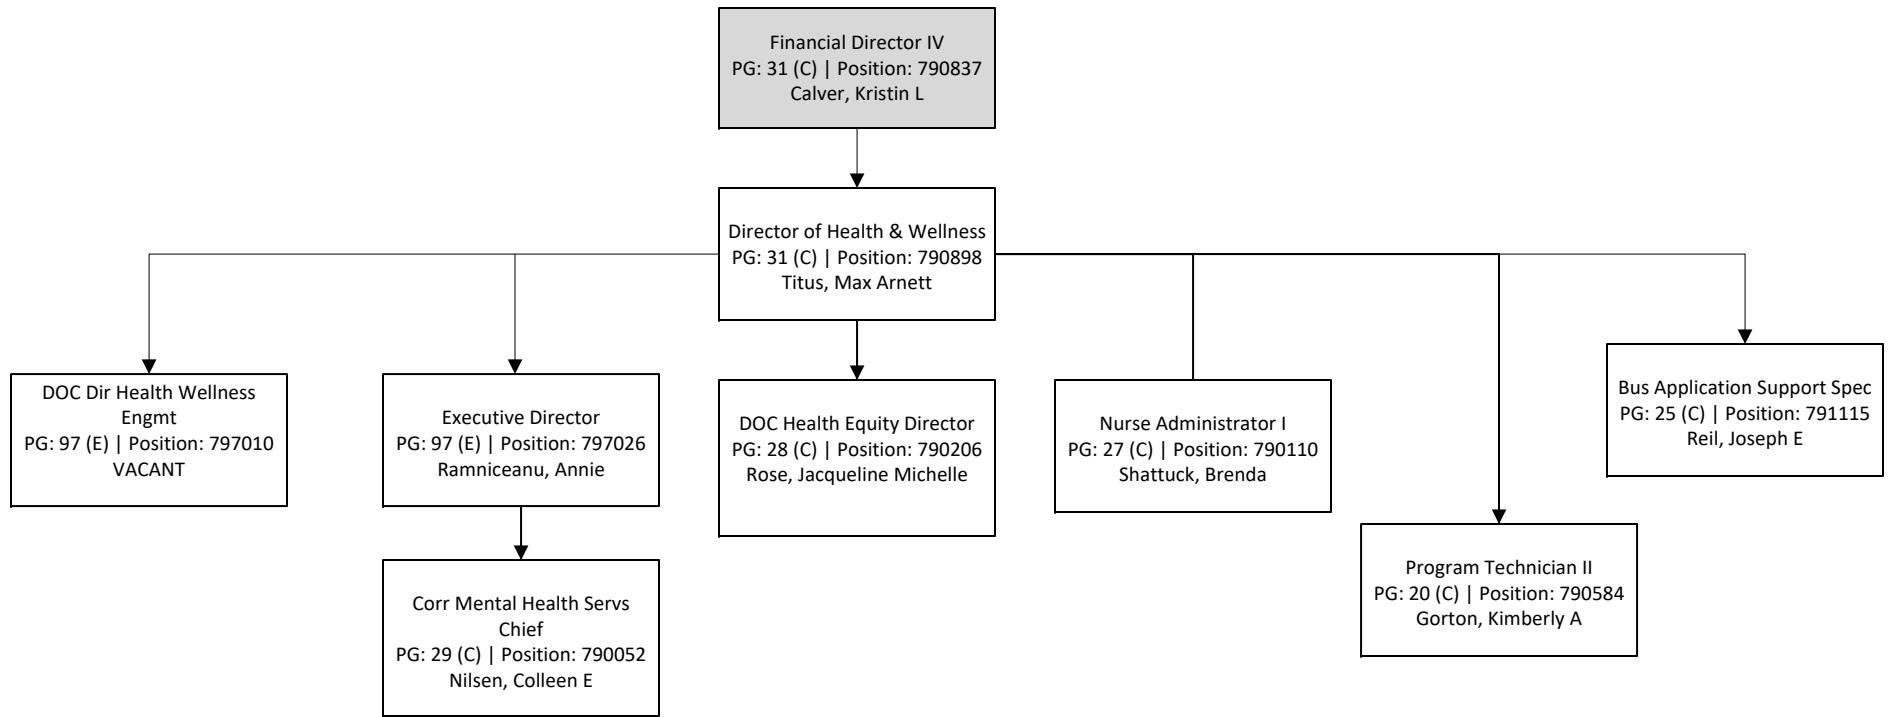 Financial Director IV
PG: 31 (C) | Position: 790837
Calver, Kristin L
Director of Health & Wellness
PG: 31 (C) | Position: 790898
Titus, Max Arnett
DOC Dir Health Wellness
Engmt
PG: 97 (E) | Position: 797010
VACANT
Executive Director
PG: 97 (E) | Position: 797026
Ramniceanu, Annie
DOC Health Equity Director
PG: 28 (C) | Position: 790206
Rose, Jacqueline Michelle
Nurse Administrator I
PG: 27 (C) | Position: 790110
Shattuck, Brenda
Bus Application Support Spec
PG: 25 (C) | Position: 791115
Reil, Joseph E
Corr Mental Health Servs
Chief
PG: 29 (C) | Position: 790052
Nilsen, Colleen E
Program Technician II
PG: 20 (C) | Position: 790584
Gorton, Kimberly A